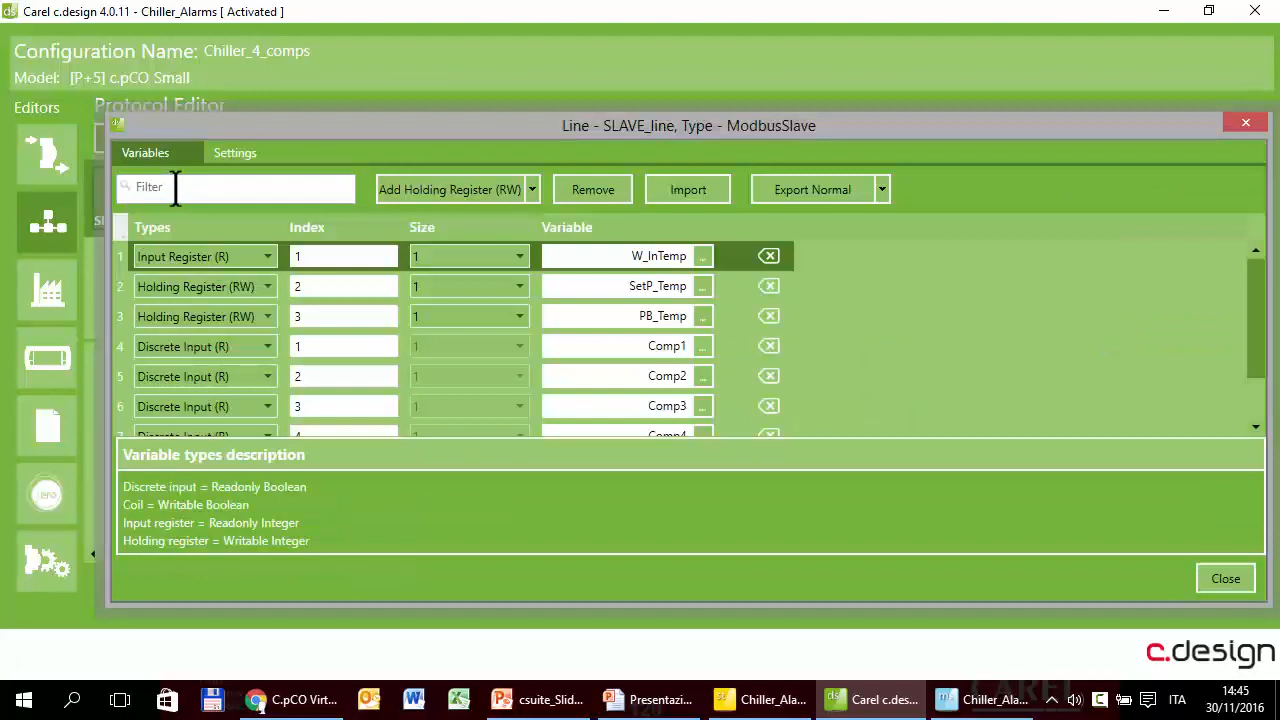 Carel c.design 4.0.11 - Chiller_Alarms [ Activated ]
Configuration Name: Chiller_4_comps
Model: [P+5] c.pCO Small
Editors
Protocol Editor
Line - SLAVE_line, Type - ModbusSlave
Variables Settings
Filter Add Holding Register (RW) Remove Import Export Normal
Types Index Size Variable
1 Input Register (R) 1 1 W_InTemp ...
2 Holding Register (RW) 2 1 SetP_Temp ...
3 Holding Register (RW) 3 1 PB_Temp ...
4 Discrete Input (R) 1 1 Comp1 ...
5 Discrete Input (R) 2 1 Comp2 ...
6 Discrete Input (R) 3 1 Comp3 ...
7 Discrete Input (R) 4 Comp4
Variable types description
Discrete input = Readonly Boolean
Coil = Writable Boolean
Input register = Readonly Integer
Holding register = Writable Integer
Close
c.design
C.pCO Virt... csuite_Slid... Presentazi... Chiller_Ala... Carel c.des... Chiller_Ala... ITA
14:45
30/11/2016